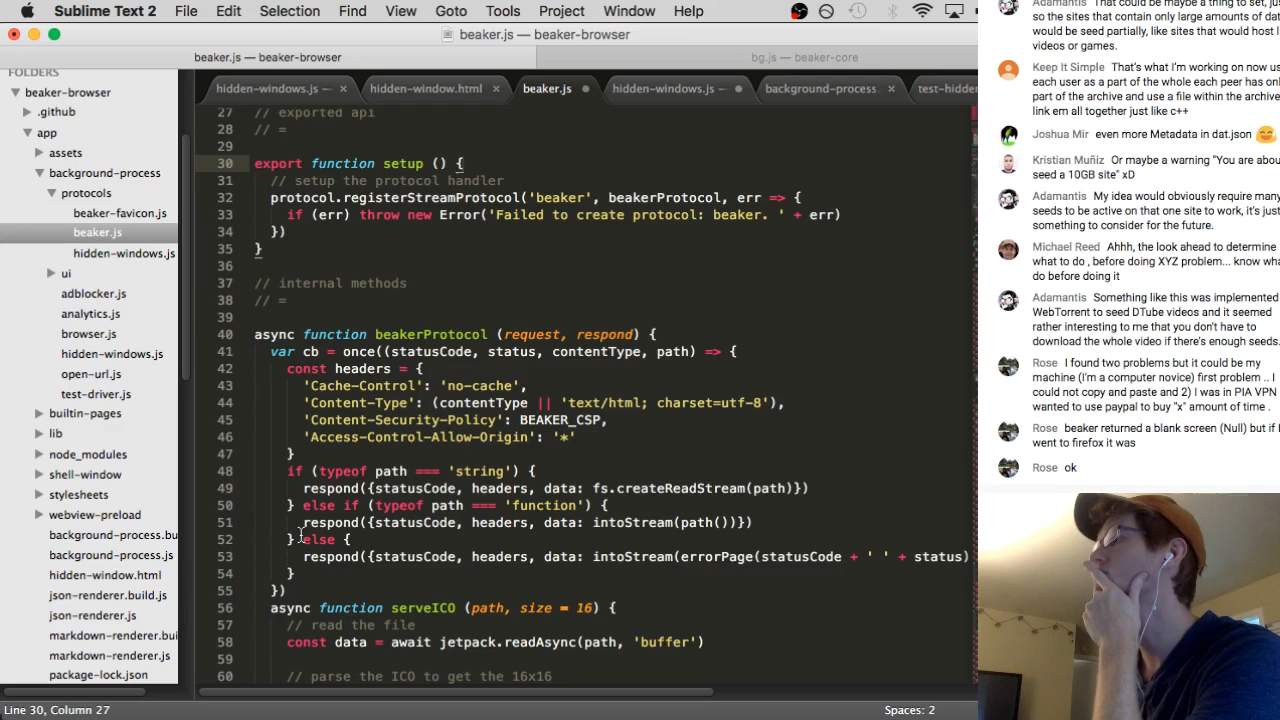 Sublime Text 2 File Edit Selection Find View Goto Tools Project Window Help
beaker.js — beaker-browser
beaker.js — beaker-browser
bg.js — beaker-core
FOLDERS
beaker-browser
.github
app
assets
background-process
protocols
beaker-favicon.js
beaker.js
hidden-windows.js
ui
adblocker.js
analytics.js
browser.js
hidden-windows.js
open-url.js
test-driver.js
builtin-pages
lib
node_modules
shell-window
stylesheets
webview-preload
background-process.bu
background-process.js
hidden-window.html
json-renderer.build.js
json-renderer.js
markdown-renderer.bui
markdown-renderer.js
package-lock.json
hidden-windows.js —
hidden-window.html
beaker.js
hidden-windows.js —
background-process
test-hidden
27 // exported api
28 // =
29
30 export function setup () {
31 // setup the protocol handler
32 protocol.registerStreamProtocol('beaker', beakerProtocol, err => {
33 if (err) throw new Error('Failed to create protocol: beaker. ' + err)
34 })
35 }
36
37 // internal methods
38 // =
39
40 async function beakerProtocol (request, respond) {
41 var cb = once((statusCode, status, contentType, path) => {
42 const headers = {
43 'Cache-Control': 'no-cache',
44 'Content-Type': (contentType || 'text/html; charset=utf-8'),
45 'Content-Security-Policy': BEAKER_CSP,
46 'Access-Control-Allow-Origin': '*'
47 }
48 if (typeof path === 'string') {
49 respond({statusCode, headers, data: fs.createReadStream(path)})
50 } else if (typeof path === 'function') {
51 respond({statusCode, headers, data: intoStream(path())})
52 } else {
53 respond({statusCode, headers, data: intoStream(errorPage(statusCode + ' ' + status)
54 }
55 })
56 async function serveICO (path, size = 16) {
57 // read the file
58 const data = await jetpack.readAsync(path, 'buffer')
59
60 // parse the ICO to get the 16x16
Line 30, Column 27
Spaces: 2
Adamantis That could be maybe a thing to set, jus
so the sites that contain only large amounts of dat
would be seed partially, like sites that would host l
videos or games.
Keep It Simple That's what I'm working on now us
each user as a part of the whole each peer has onl
part of the archive and use a file within the archive
link em all together just like c++
Joshua Mir even more Metadata in dat.json
Kristian Muñiz Or maybe a warning "You are abou
seed a 10GB site" xD
Adamantis My idea would obviously require many
seeds to be active on that one site to work, it's just
something to consider for the future.
Michael Reed Ahhh, the look ahead to determine
what to do , before doing XYZ problem... know wha
do before doing it
Adamantis Something like this was implemented
WebTorrent to seed DTube videos and it seemed
rather interesting to me that you don't have to
download the whole video if there's enough seeds.
Rose I found two problems but it could be my
machine (I'm a computer novice) first problem .. I
could not copy and paste and 2) I was in PIA VPN
wanted to use paypal to buy "x" amount of time .
Rose beaker returned a blank screen (Null) but if I
went to firefox it was
Rose ok